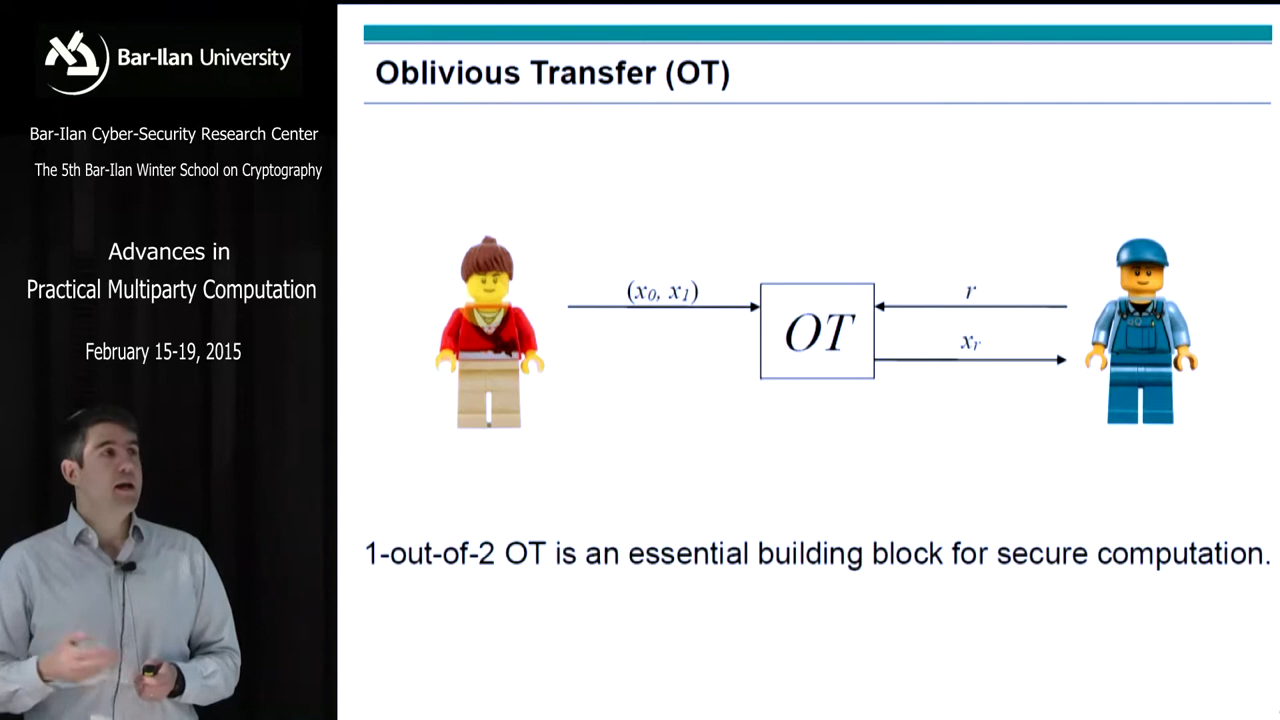 Bar-Ilan University
Bar-Ilan Cyber-Security Research Center
The 5th Bar-Ilan Winter School on Cryptography
Advances in
Practical Multiparty Computation
February 15-19, 2015
Oblivious Transfer (OT)
(x₀, x₁)
OT
r
xᵣ
1-out-of-2 OT is an essential building block for secure computation.